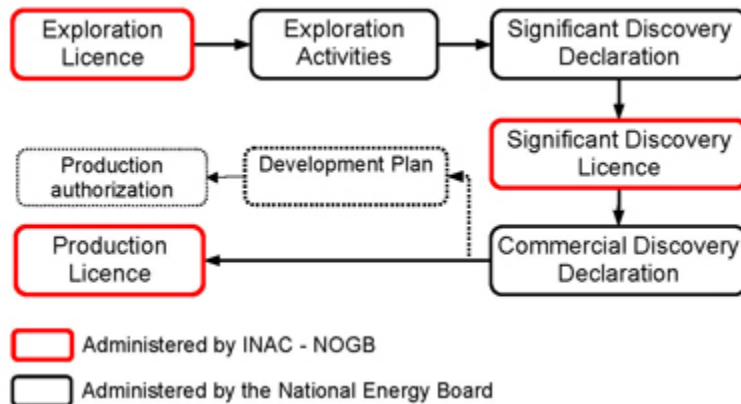 Exploration
Licence
Exploration
Activities
Significant Discovery
Declaration
Significant Discovery
Licence
Production
authorization
Development Plan
Production
Licence
Commercial Discovery
Declaration
Administered by INAC - NOGB
Administered by the National Energy Board